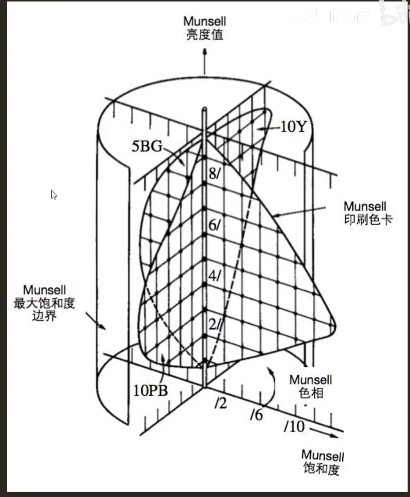 Munsell
亮度值
10Y
5BG
8/
6/
Munsell
印刷色卡
4/
Munsell
最大饱和度
边界
2/
10PB
Munsell
色相
/2
/6
/10
Munsell
饱和度